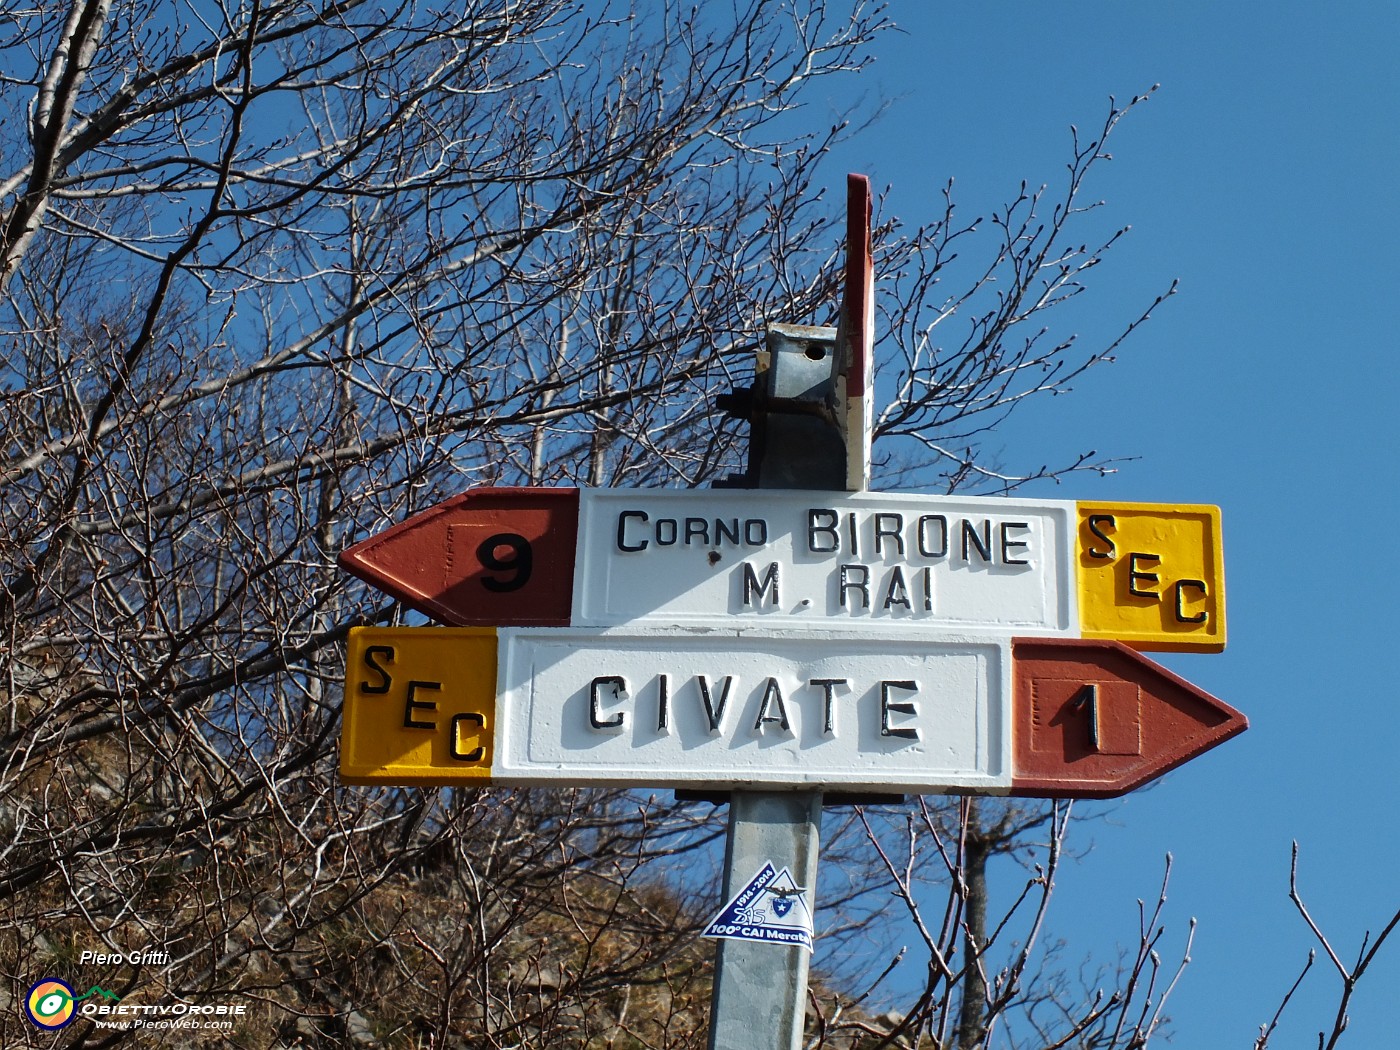 9 CORNO BIRONE SEC
M. RAI
SEC CIVATE 1
1914-2014
100° CAI Merate
Piero Gritti
OBIETTIVOROBIE
www.PieroWeb.com